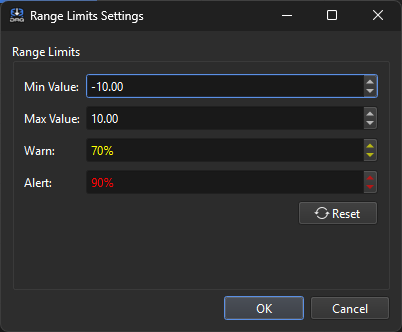 DAQ Range Limits Settings
Range Limits
Min Value: -10.00
Max Value: 10.00
Warn: 70%
Alert: 90%
Reset
OK Cancel